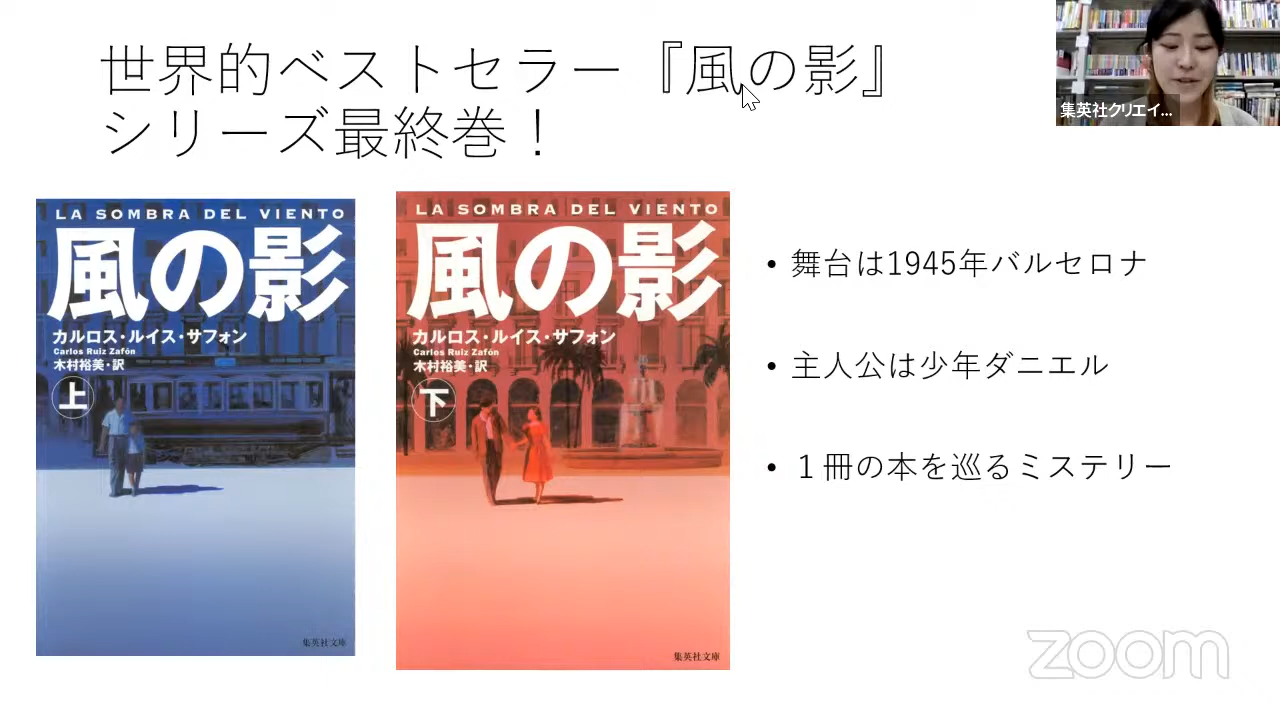 世界的ベストセラー『風の影』
シリーズ最終巻！
集英社クリエイ...
LA SOMBRA DEL VIENTO
風の影
カルロス・ルイス・サフォン
Carlos Ruiz Zafón
木村裕美・訳
上
集英社文庫
LA SOMBRA DEL VIENTO
風の影
カルロス・ルイス・サフォン
Carlos Ruiz Zafón
木村裕美・訳
下
集英社文庫
• 舞台は1945年バルセロナ
• 主人公は少年ダニエル
• １冊の本を巡るミステリー
zoom